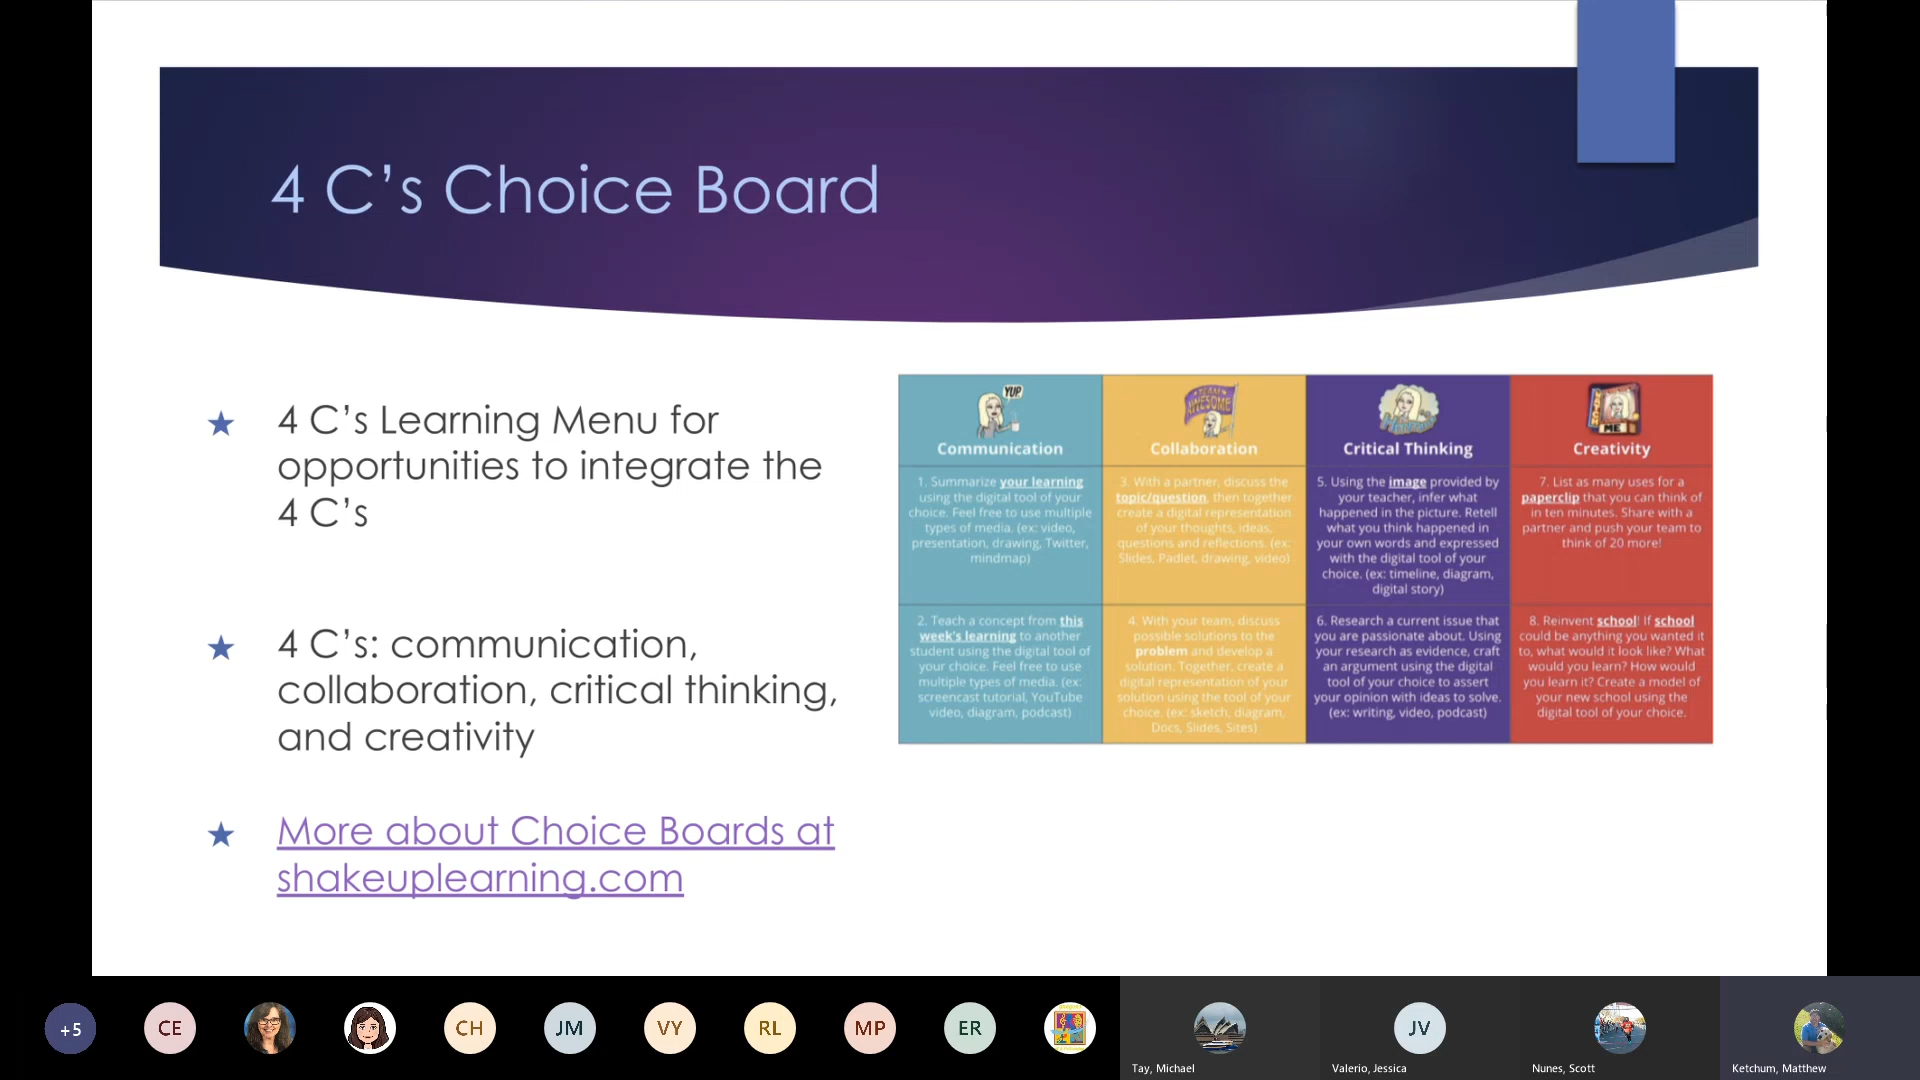 4 C’s Choice Board
4 C’s Learning Menu for
opportunities to integrate the
4 C’s
4 C’s: communication,
collaboration, critical thinking,
and creativity
More about Choice Boards at
shakeuplearning.com
YUP
Communication
1. Summarize your learning
using the digital tool of your
choice. Feel free to use multiple
types of media. (ex: video,
presentation, drawing, Twitter,
mindmap)
2. Teach a concept from this
week's learning to another
student using the digital tool of
your choice. Feel free to use
multiple types of media. (ex:
screencast tutorial, YouTube
video, diagram, podcast)
TEAM
AWESOME
Collaboration
3. With a partner, discuss the
topic/question, then together
create a digital representation
of your thoughts, ideas,
questions and reflections. (ex:
Slides, Padlet, drawing, video)
4. With your team, discuss
possible solutions to the
problem and develop a
solution. Together, create a
digital representation of your
solution using the tool of your
choice. (ex: sketch, diagram,
Docs, Slides, Sites)
Critical Thinking
5. Using the image provided by
your teacher, infer what
happened in the picture. Retell
what you think happened in
your own words and expressed
with the digital tool of your
choice. (ex: timeline, diagram,
digital story)
6. Research a current issue that
you are passionate about. Using
your research as evidence, craft
an argument using the digital
tool of your choice to assert
your opinion with ideas to solve.
(ex: writing, video, podcast)
ME
Creativity
7. List as many uses for a
paperclip that you can think of
in ten minutes. Share with a
partner and push your team to
think of 20 more!
8. Reinvent school! If school
could be anything you wanted it
to, what would it look like? What
would you learn? How would
you learn it? Create a model of
your new school using the
digital tool of your choice.
+5
CE
CH
JM
VY
RL
MP
ER
Tay, Michael
JV
Valerio, Jessica
Nunes, Scott
Ketchum, Matthew